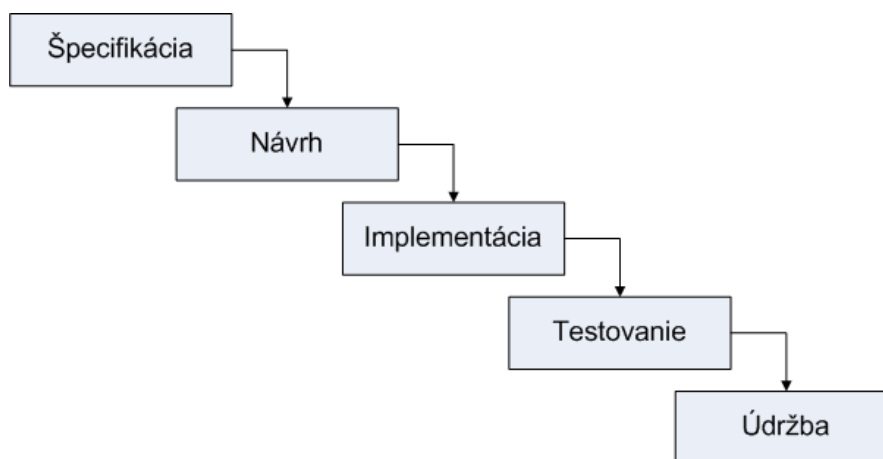 Špecifikácia
Návrh
Implementácia
Testovanie
Údržba